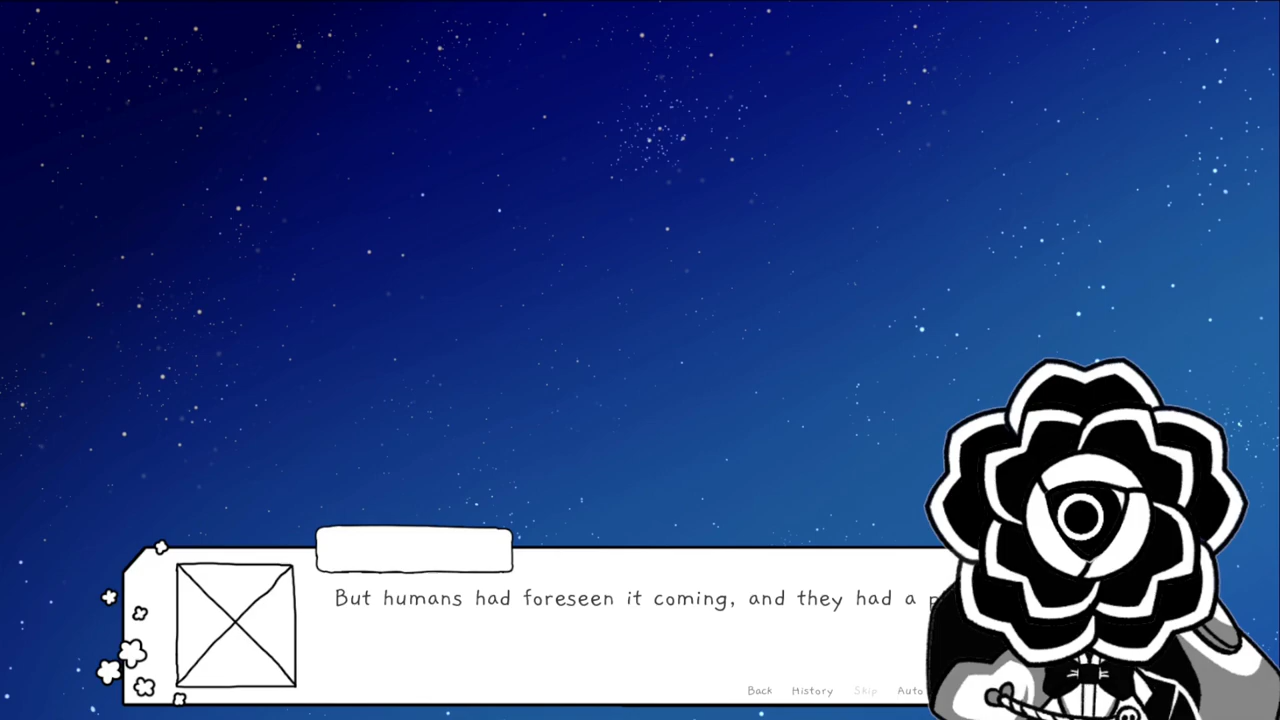 But humans had foreseen it coming, and they had a
Back History Skip Auto